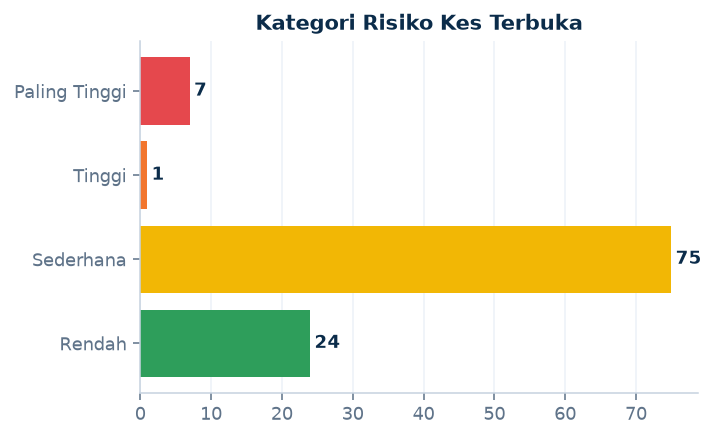 Kategori Risiko Kes Terbuka
Paling Tinggi 7
Tinggi 1
Sederhana 75
Rendah 24
0 10 20 30 40 50 60 70